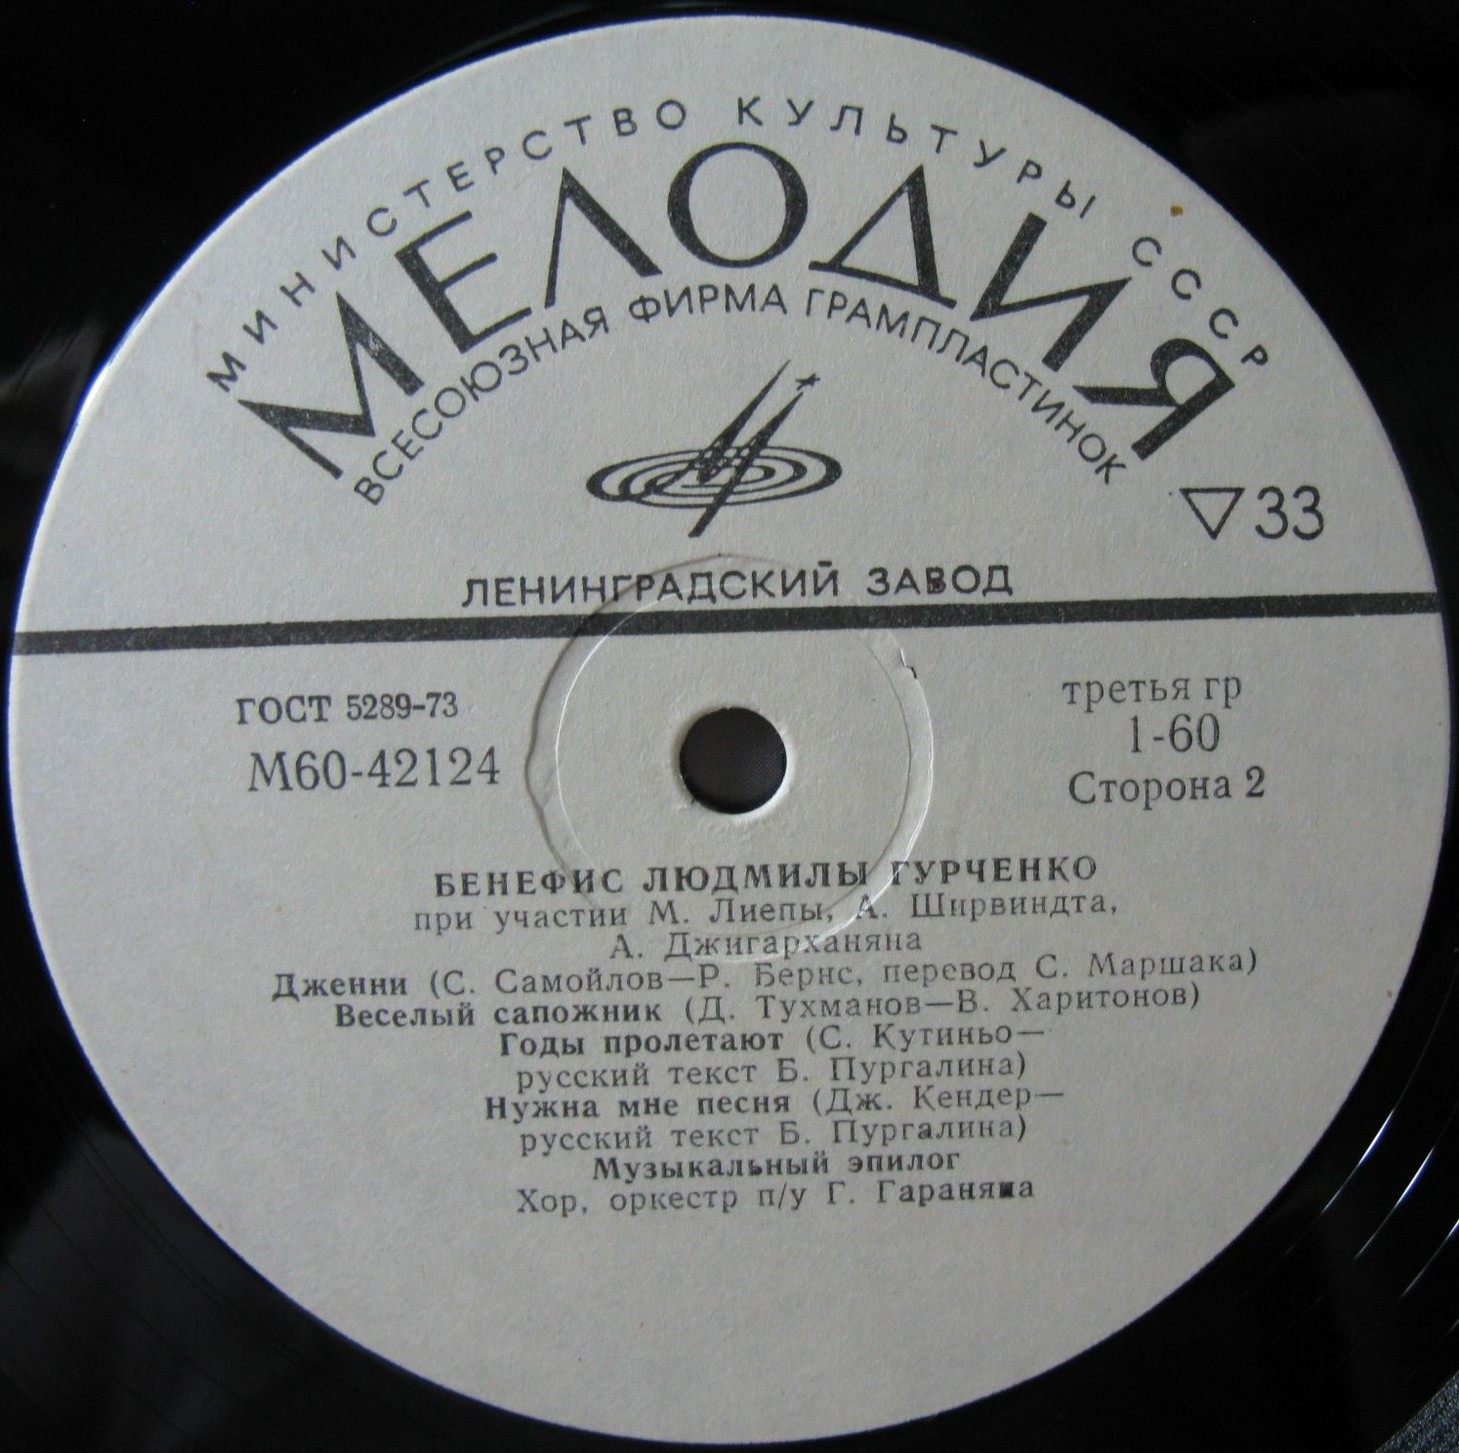 МИНИСТЕРСТВО КУЛЬТУРЫ СССР
МЕЛОДИЯ
ВСЕСОЮЗНАЯ ФИРМА ГРАМПЛАСТИНОК
▽33
ЛЕНИНГРАДСКИЙ ЗАВОД
ГОСТ 5289-73
М60-42124
третья гр
1-60
Сторона 2
БЕНЕФИС ЛЮДМИЛЫ ГУРЧЕНКО
при участии М. Лиепы, А. Ширвиндта,
А. Джигарханяна
Дженни (С. Самойлов—Р. Бернс, перевод С. Маршака)
Веселый сапожник (Д. Тухманов—В. Харитонов)
Годы пролетают (С. Кутиньо—
русский текст Б. Пургалина)
Нужна мне песня (Дж. Кендер—
русский текст Б. Пургалина)
Музыкальный эпилог
Хор, оркестр п/у Г. Гараняна